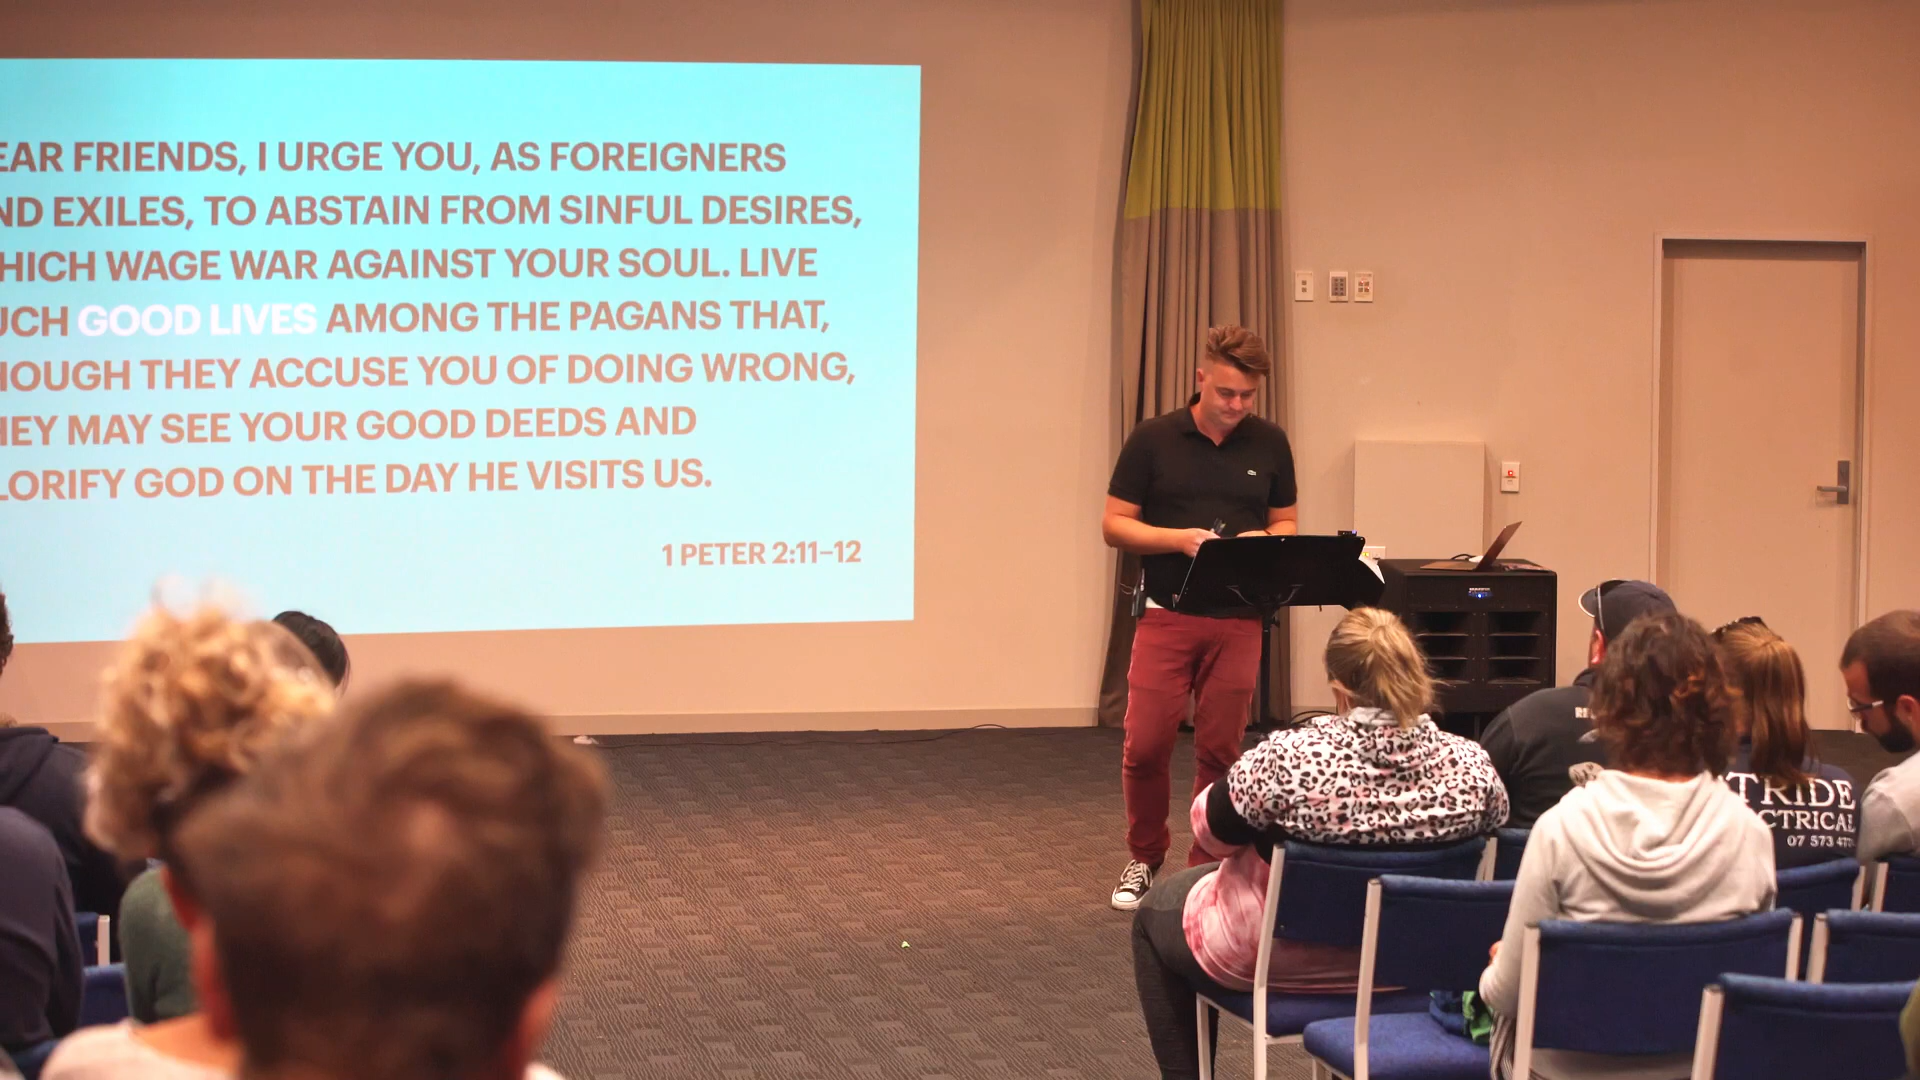 EAR FRIENDS, I URGE YOU, AS FOREIGNERS
ND EXILES, TO ABSTAIN FROM SINFUL DESIRES,
HICH WAGE WAR AGAINST YOUR SOUL. LIVE
UCH GOOD LIVES AMONG THE PAGANS THAT,
HOUGH THEY ACCUSE YOU OF DOING WRONG,
HEY MAY SEE YOUR GOOD DEEDS AND
LORIFY GOD ON THE DAY HE VISITS US.
1 PETER 2:11–12
TRIDE
CTRICAL
07 573